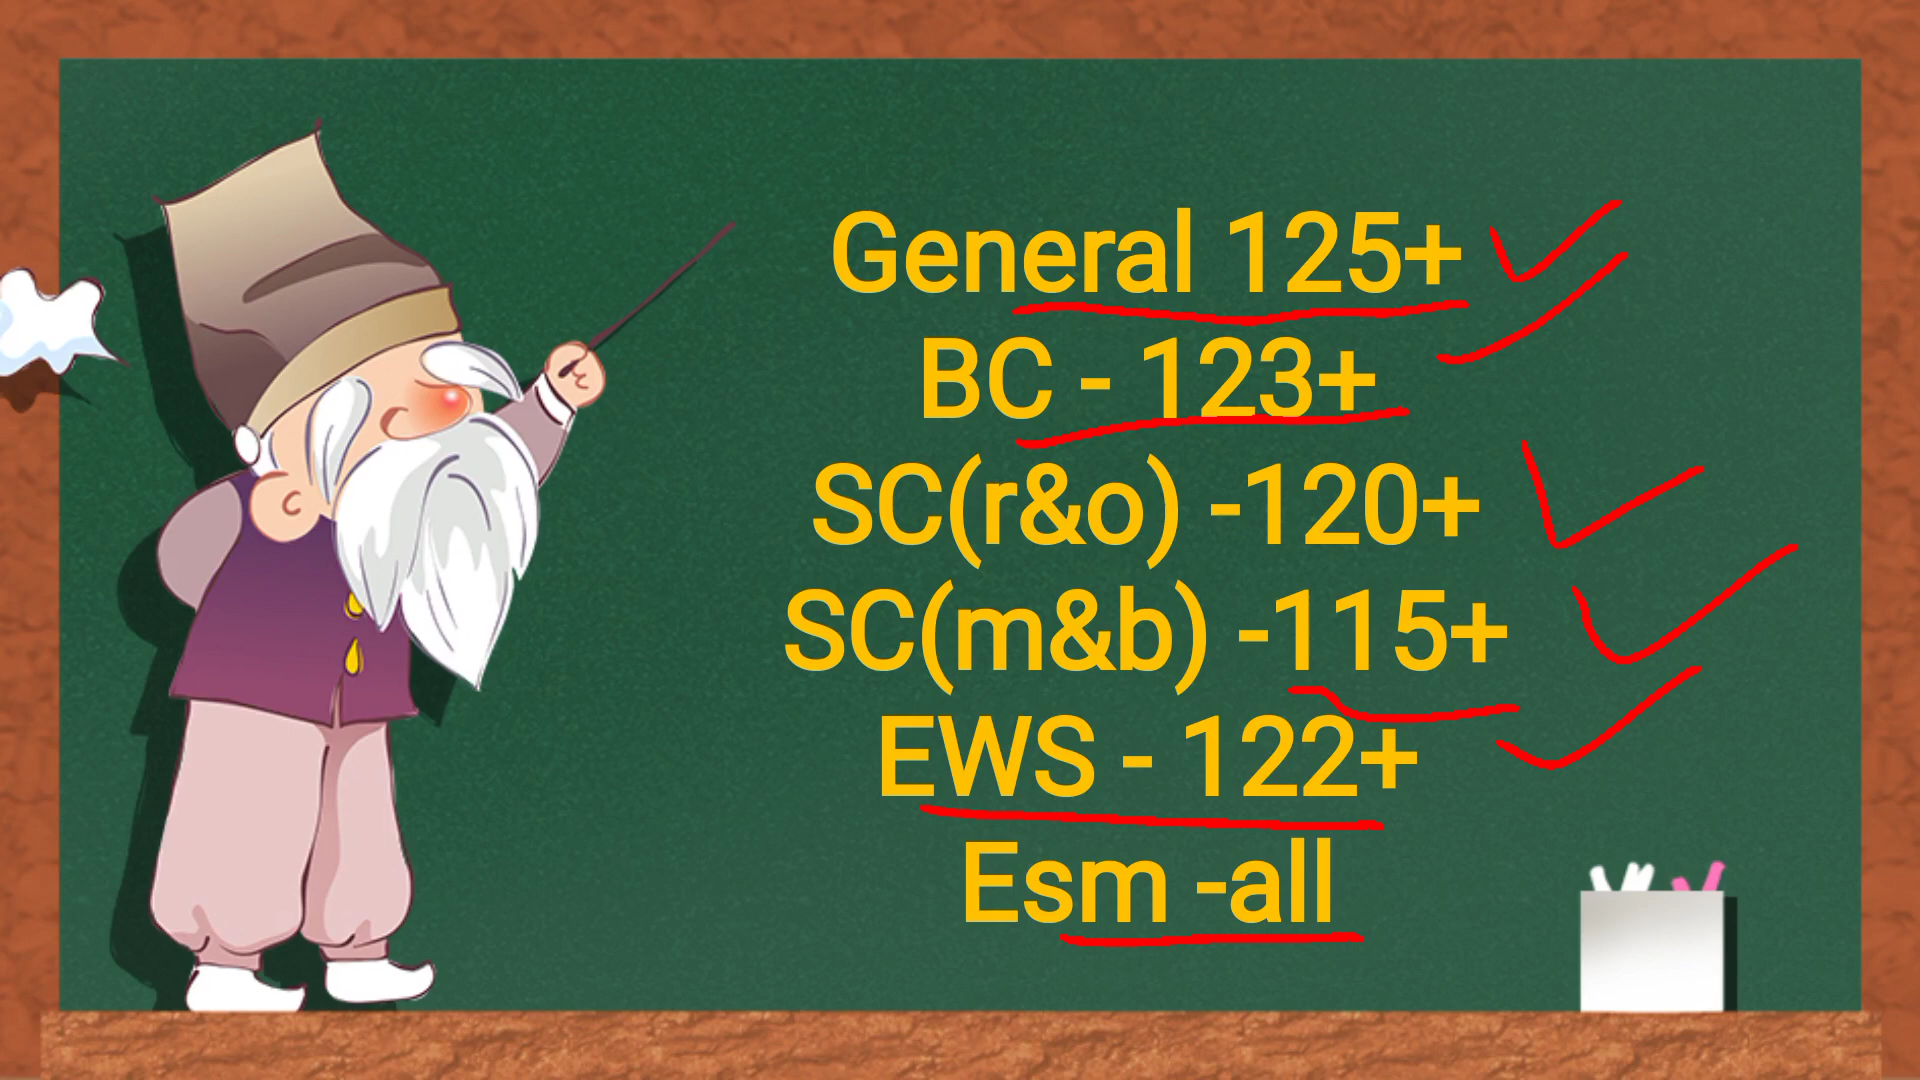 General 125+
BC - 123+
SC(r&o) -120+
SC(m&b) -115+
EWS - 122+
Esm -all